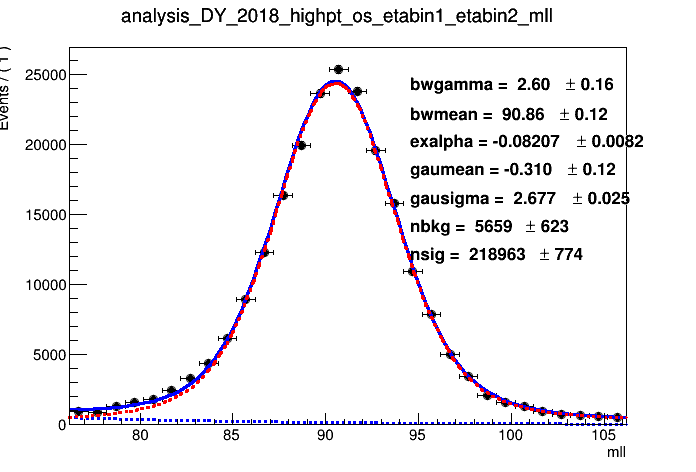 analysis_DY_2018_highpt_os_etabin1_etabin2_mll
Events / ( 1 )
25000
20000
15000
10000
5000
0
bwgamma = 2.60 ± 0.16
bwmean = 90.86 ± 0.12
exalpha = -0.08207 ± 0.0082
gaumean = -0.310 ± 0.12
gausigma = 2.677 ± 0.025
nbkg = 5659 ± 623
nsig = 218963 ± 774
80 85 90 95 100 105
mll